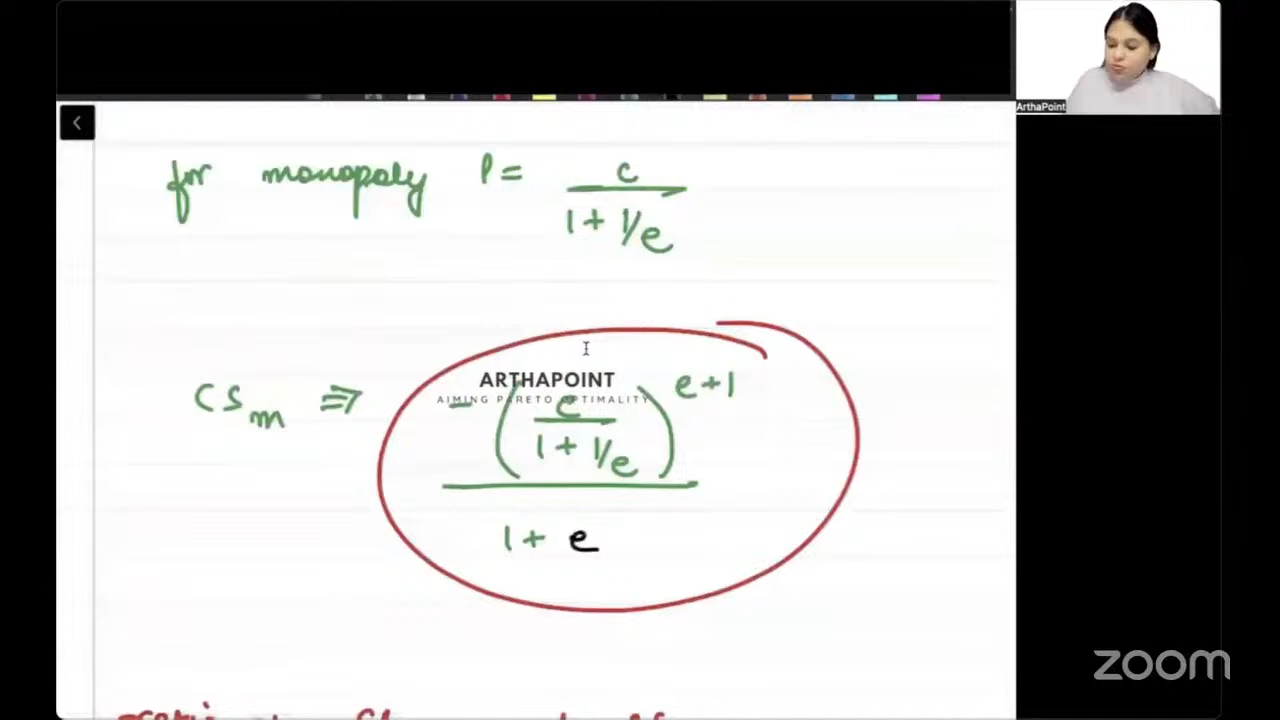 ArthaPoint
for monopoly P = c / (1 + 1/e)
CSm ⇒ - (c / (1 + 1/e))^(e+1) / (1 + e)
ARTHAPOINT
AIMING PARETO OPTIMALITY
zoom